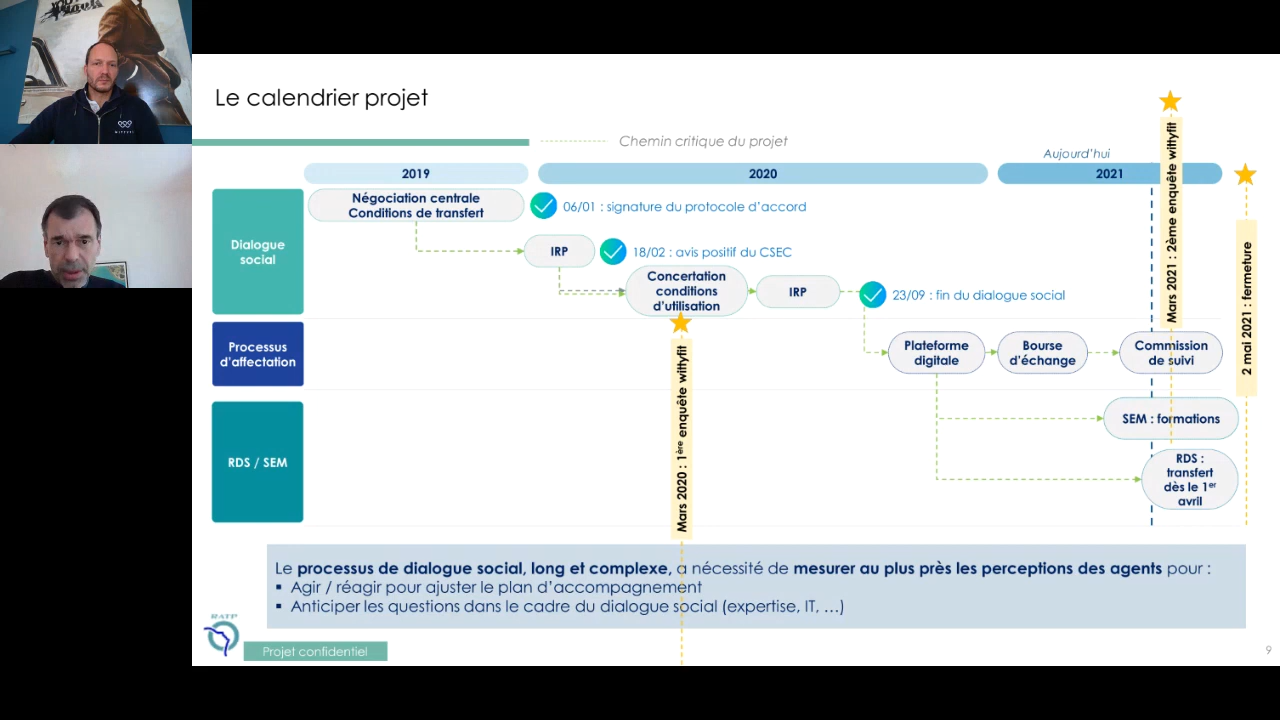 Le calendrier projet
Chemin critique du projet
Aujourd'hui
2019
2020
2021
Dialogue
social
Négociation centrale
Conditions de transfert
06/01 : signature du protocole d'accord
IRP
18/02 : avis positif du CSEC
Concertation
conditions
d'utilisation
IRP
23/09 : fin du dialogue social
Mars 2021 : 2ème enquête wittyfit
2 mai 2021 : fermeture
Processus
d'affectation
Plateforme
digitale
Bourse
d'échange
Commission
de suivi
Mars 2020 : 1ère enquête wittyfit
RDS / SEM
SEM : formations
RDS :
transfert
dès le 1er
avril
Le processus de dialogue social, long et complexe, a nécessité de mesurer au plus près les perceptions des agents pour :
▪ Agir / réagir pour ajuster le plan d'accompagnement
▪ Anticiper les questions dans le cadre du dialogue social (expertise, IT, …)
RATP
Projet confidentiel
9